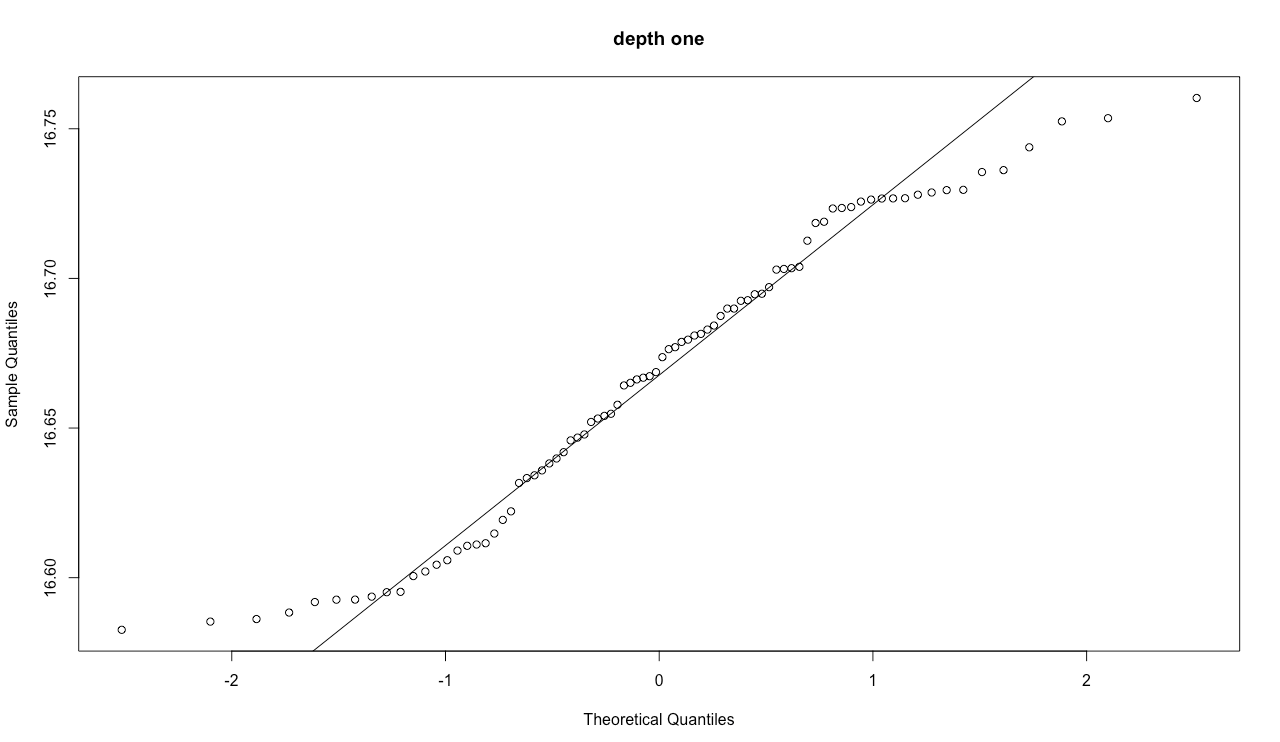 depth one
Sample Quantiles
16.75
16.70
16.65
16.60
-2 -1 0 1 2
Theoretical Quantiles